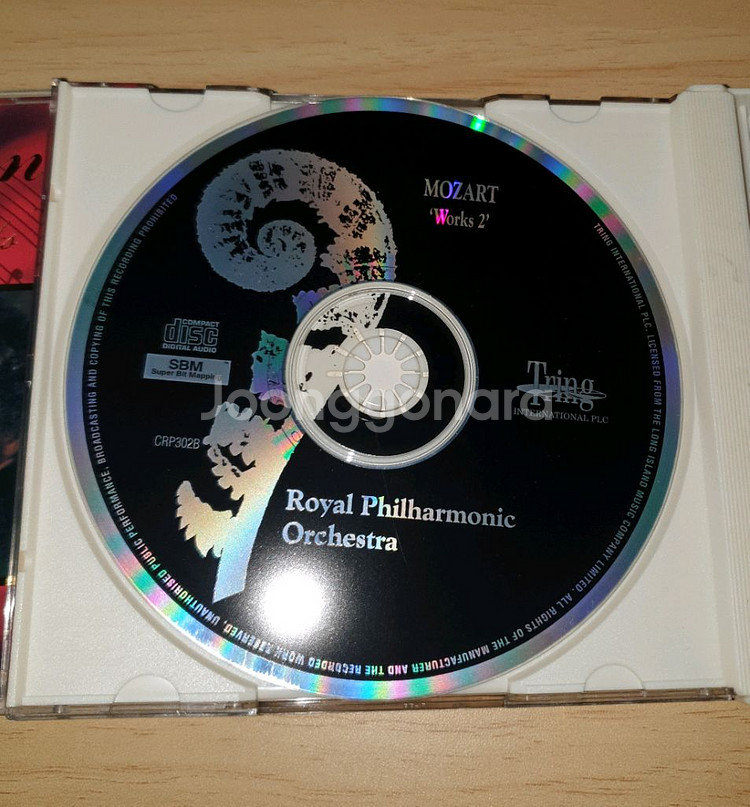 MOZART
'Works 2'
COMPACT
disc
DIGITAL AUDIO
SBM
Super Bit Mapping
CRP302B
Tring
INTERNATIONAL PLC
Joonggonara
Royal Philharmonic
Orchestra
TRING INTERNATIONAL PLC. LICENSED FROM THE LONG ISLAND MUSIC COMPANY LIMITED. ALL RIGHTS OF THE MANUFACTURER AND THE RECORDED WORK RESERVED. UNAUTHORISED PUBLIC PERFORMANCE, BROADCASTING AND COPYING OF THIS RECORDING PROHIBITED